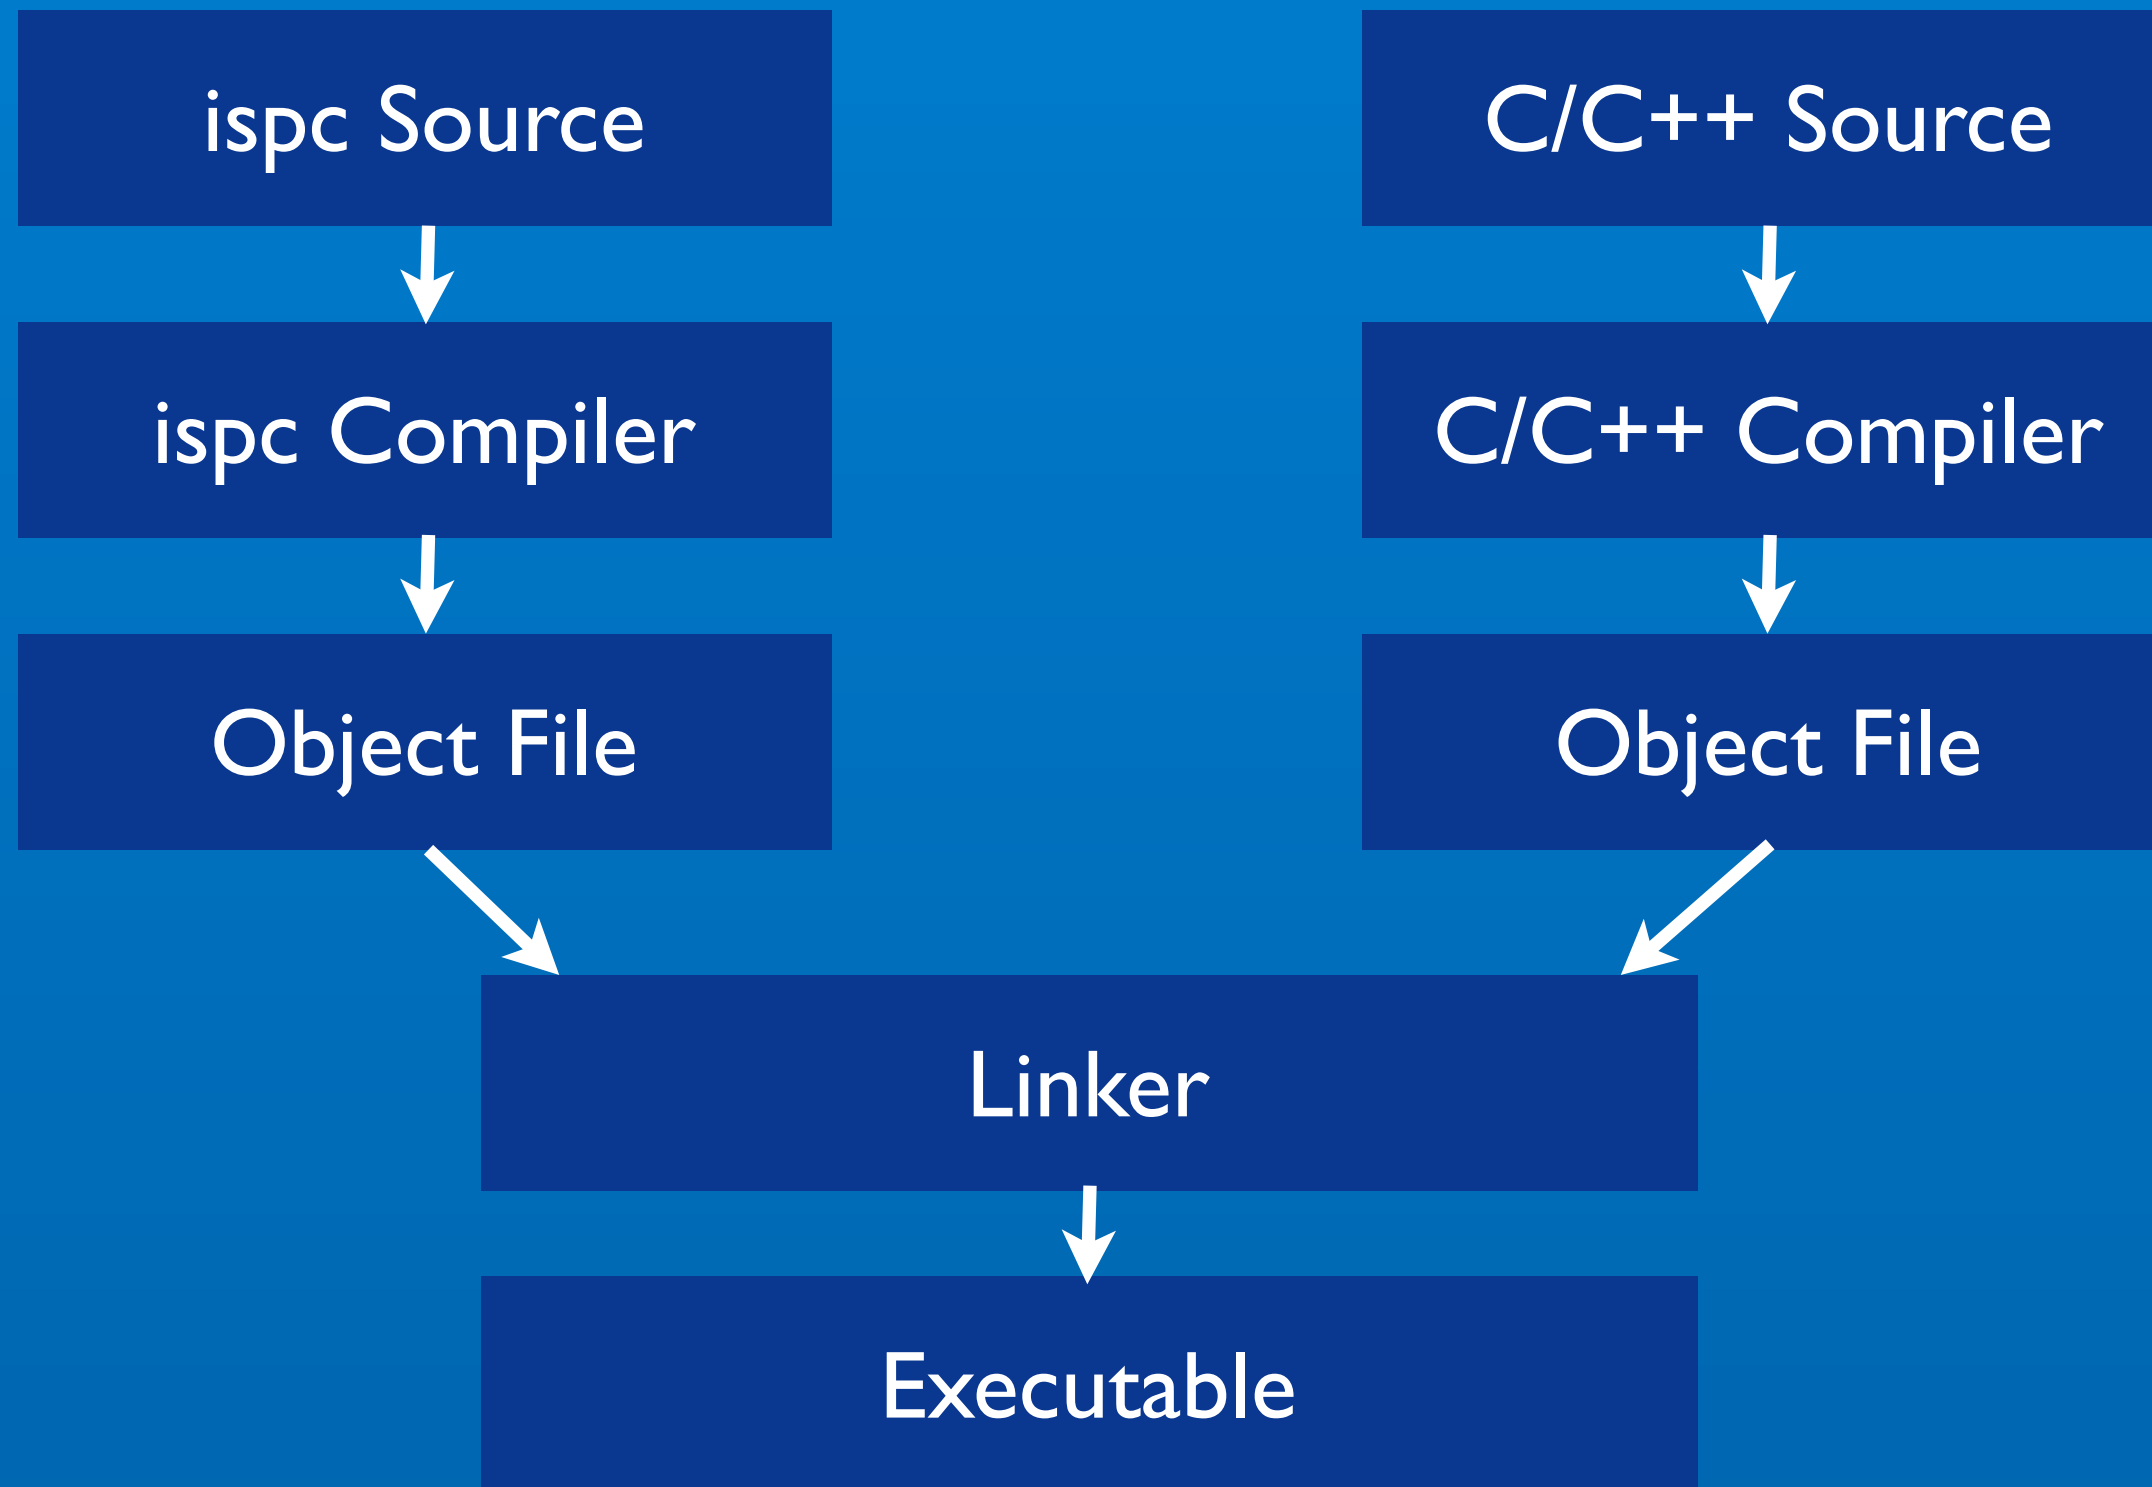 ispc Source
C/C++ Source
ispc Compiler
C/C++ Compiler
Object File
Object File
Linker
Executable